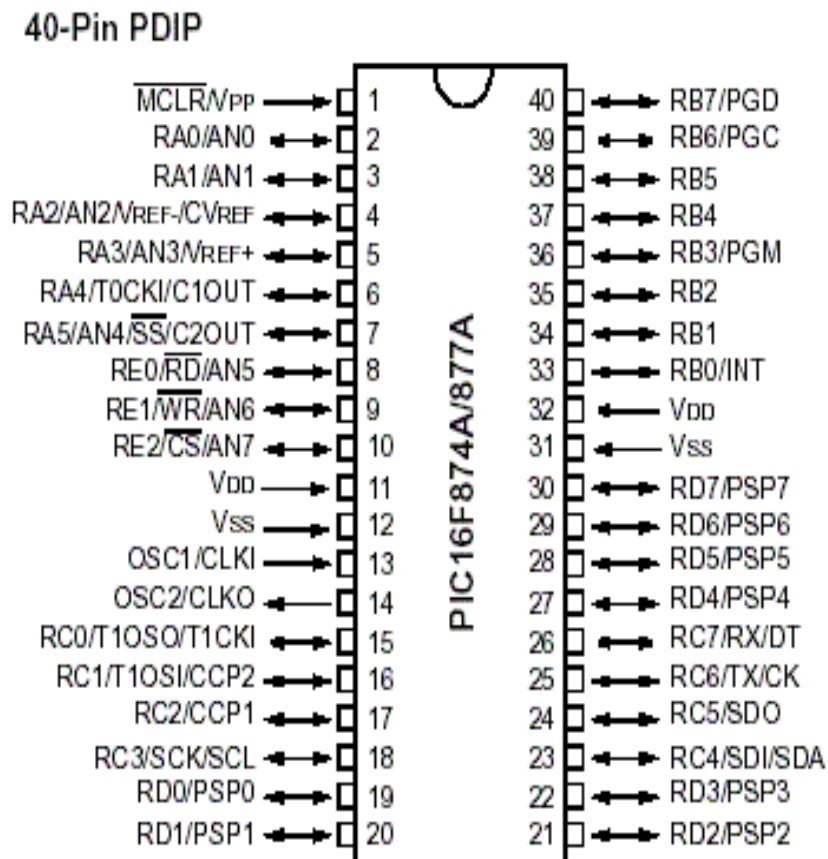 40-Pin PDIP
MCLR/VPP 1 40 RB7/PGD
RA0/AN0 2 39 RB6/PGC
RA1/AN1 3 38 RB5
RA2/AN2/VREF-/CVREF 4 37 RB4
RA3/AN3/VREF+ 5 36 RB3/PGM
RA4/T0CKI/C1OUT 6 35 RB2
RA5/AN4/SS/C2OUT 7 34 RB1
RE0/RD/AN5 8 33 RB0/INT
RE1/WR/AN6 9 32 VDD
RE2/CS/AN7 10 31 VSS
VDD 11 30 RD7/PSP7
VSS 12 29 RD6/PSP6
OSC1/CLKI 13 28 RD5/PSP5
OSC2/CLKO 14 27 RD4/PSP4
RC0/T1OSO/T1CKI 15 26 RC7/RX/DT
RC1/T1OSI/CCP2 16 25 RC6/TX/CK
RC2/CCP1 17 24 RC5/SDO
RC3/SCK/SCL 18 23 RC4/SDI/SDA
RD0/PSP0 19 22 RD3/PSP3
RD1/PSP1 20 21 RD2/PSP2
PIC16F874A/877A